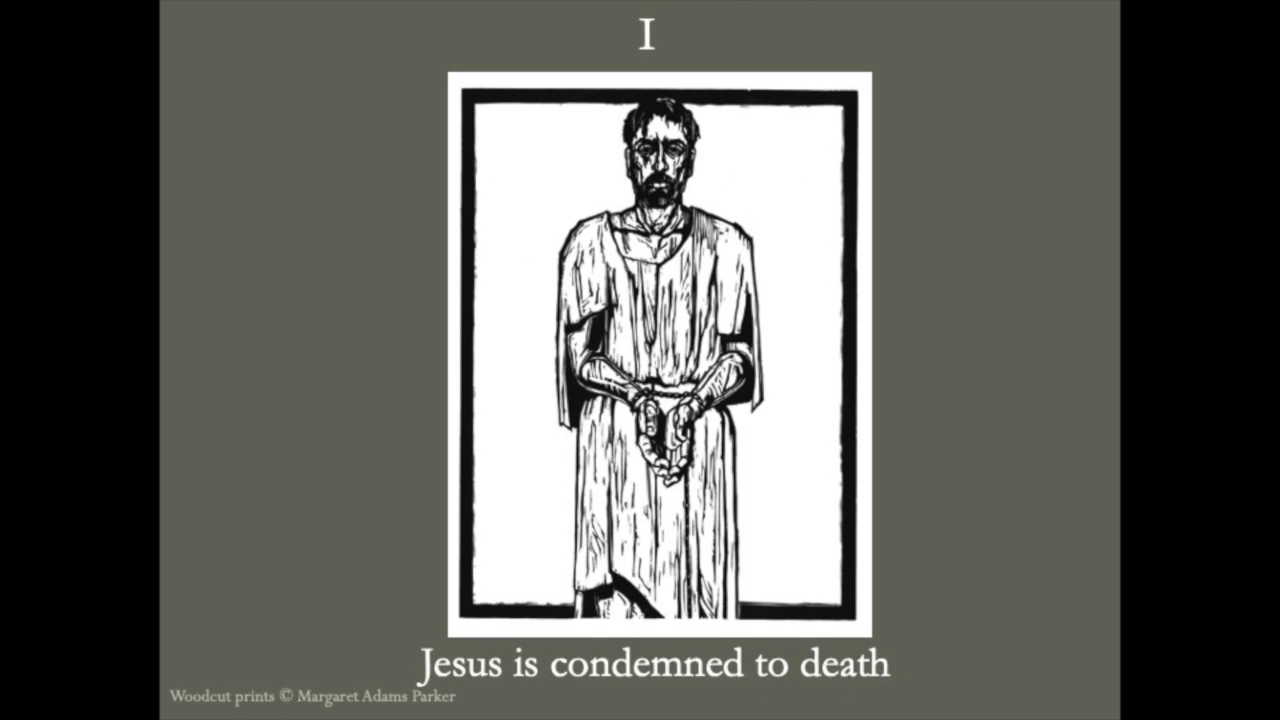 I
Jesus is condemned to death
Woodcut prints © Margaret Adams Parker